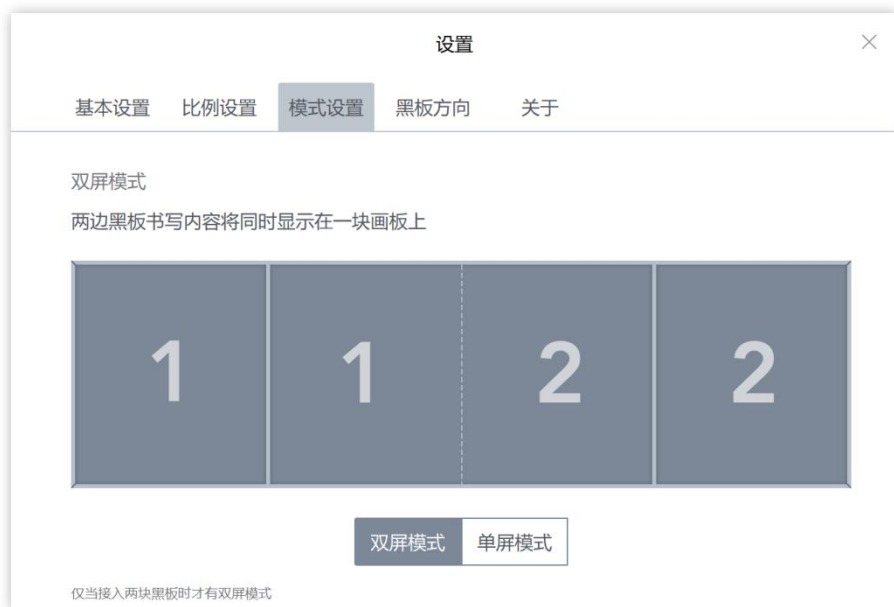 设置
基本设置 比例设置 模式设置 黑板方向 关于
双屏模式
两边黑板书写内容将同时显示在一块画板上
1 1 2 2
双屏模式 单屏模式
仅当接入两块黑板时才有双屏模式